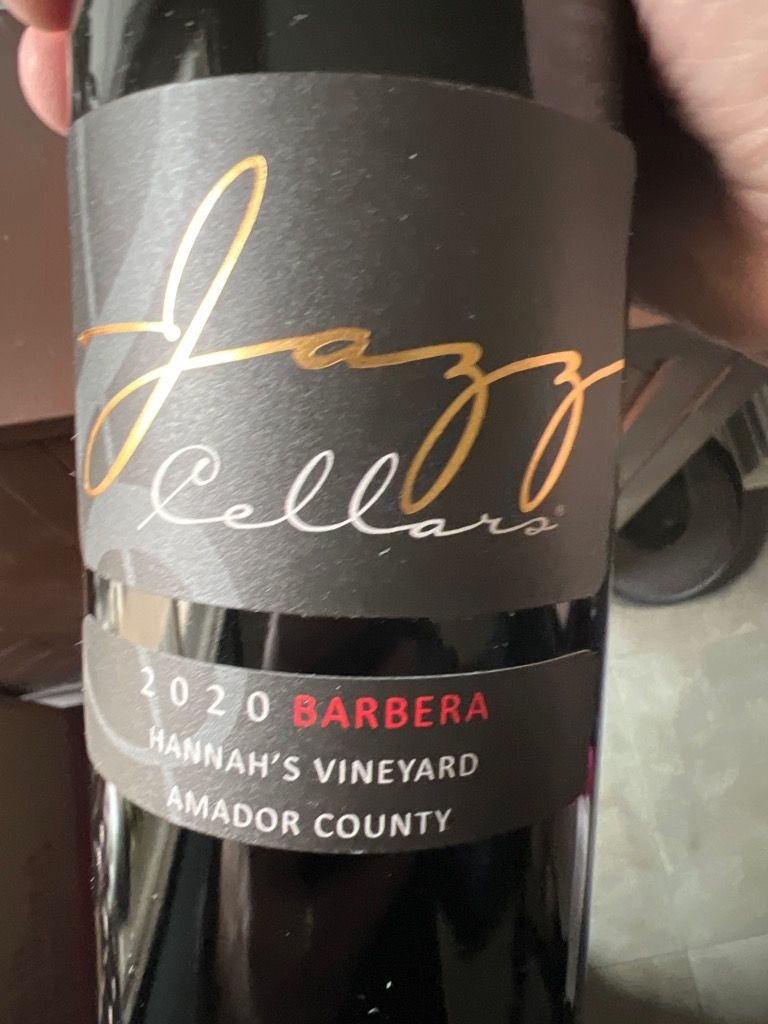 Jazz
Cellars®
2020 BARBERA
HANNAH'S VINEYARD
AMADOR COUNTY